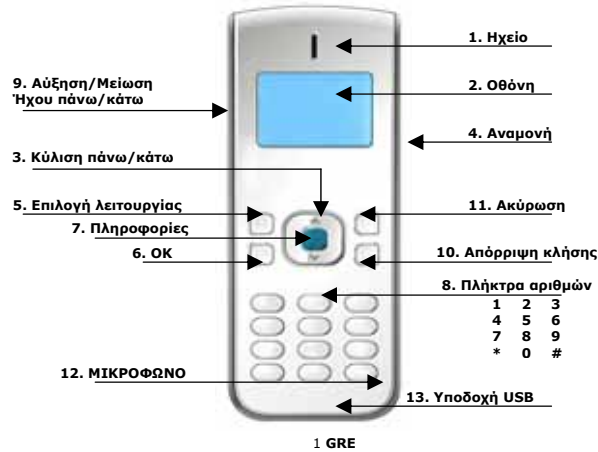 1. Ηχείο
9. Αύξηση/Μείωση
Ήχου πάνω/κάτω
2. Οθόνη
4. Αναμονή
3. Κύλιση πάνω/κάτω
5. Επιλογή λειτουργίας
11. Ακύρωση
7. Πληροφορίες
6. OK
10. Απόρριψη κλήσης
8. Πλήκτρα αριθμών
1 2 3
4 5 6
7 8 9
* 0 #
12. ΜΙΚΡΟΦΩΝΟ
13. Υποδοχή USB
1 GRE